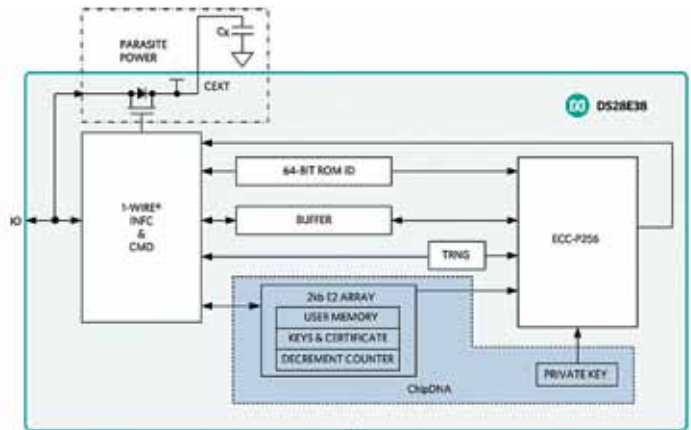 PARASITE
POWER
Cx
CEXT
DS28E38
64-BIT ROM ID
1-WIRE®
INFC
&
CMD
IO
BUFFER
ECC-P256
TRNG
2kb E2 ARRAY
USER MEMORY
KEYS & CERTIFICATE
DECREMENT COUNTER
PRIVATE KEY
ChipDNA